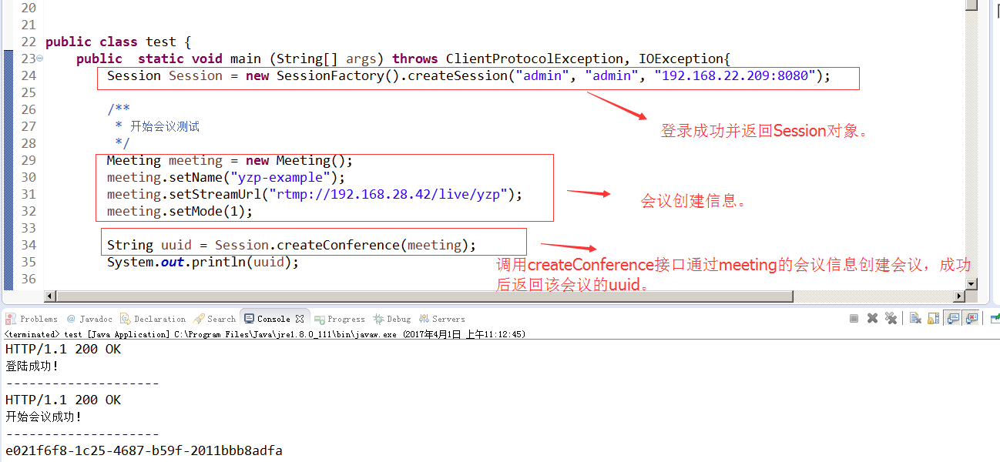 20
21
22 public class test {
23 public static void main (String[] args) throws ClientProtocolException, IOException{
24 Session Session = new SessionFactory().createSession("admin", "admin", "192.168.22.209:8080");
25
26 /**
27 * 开始会议测试
28 */
登录成功并返回Session对象。
29 Meeting meeting = new Meeting();
30 meeting.setName("yzp-example");
31 meeting.setStreamUrl("rtmp://192.168.28.42/live/yzp");
32 meeting.setMode(1);
会议创建信息。
33
34 String uuid = Session.createConference(meeting);
35 System.out.println(uuid);
36
调用createConference接口通过meeting的会议信息创建会议，成功
后返回该会议的uuid。
Problems @ Javadoc Declaration Search Console Progress Debug Servers
<terminated> test [Java Application] C:\Program Files\Java\jre1.8.0_111\bin\javaw.exe (2017年4月1日 上午11:12:45)
HTTP/1.1 200 OK
登陆成功!
--------------------
HTTP/1.1 200 OK
开始会议成功!
--------------------
e021f6f8-1c25-4687-b59f-2011bbb8adfa